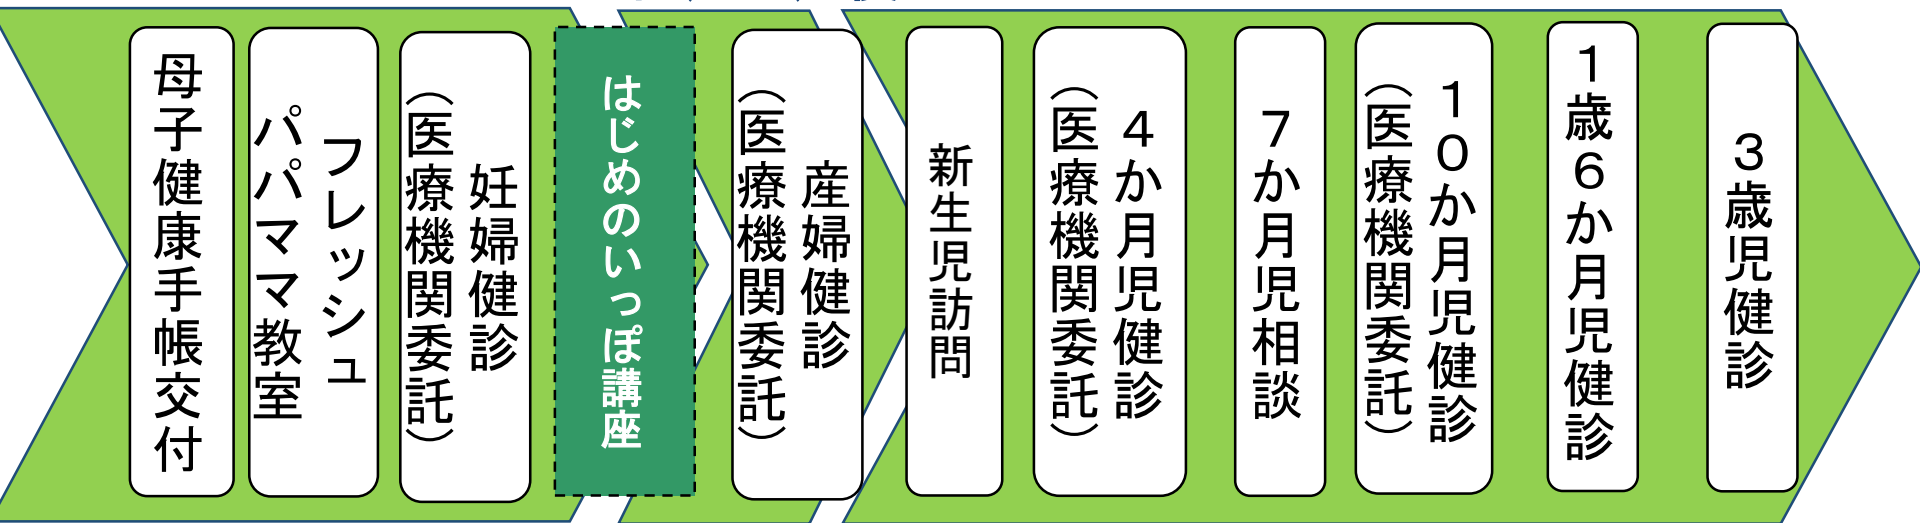 母子健康手帳交付
フレッシュ
パパママ教室
妊婦健診
（医療機関委託）
はじめのいっぽ講座
産婦健診
（医療機関委託）
新生児訪問
４か月児健診
（医療機関委託）
７か月児相談
１０か月児健診
（医療機関委託）
１歳６か月児健診
３歳児健診